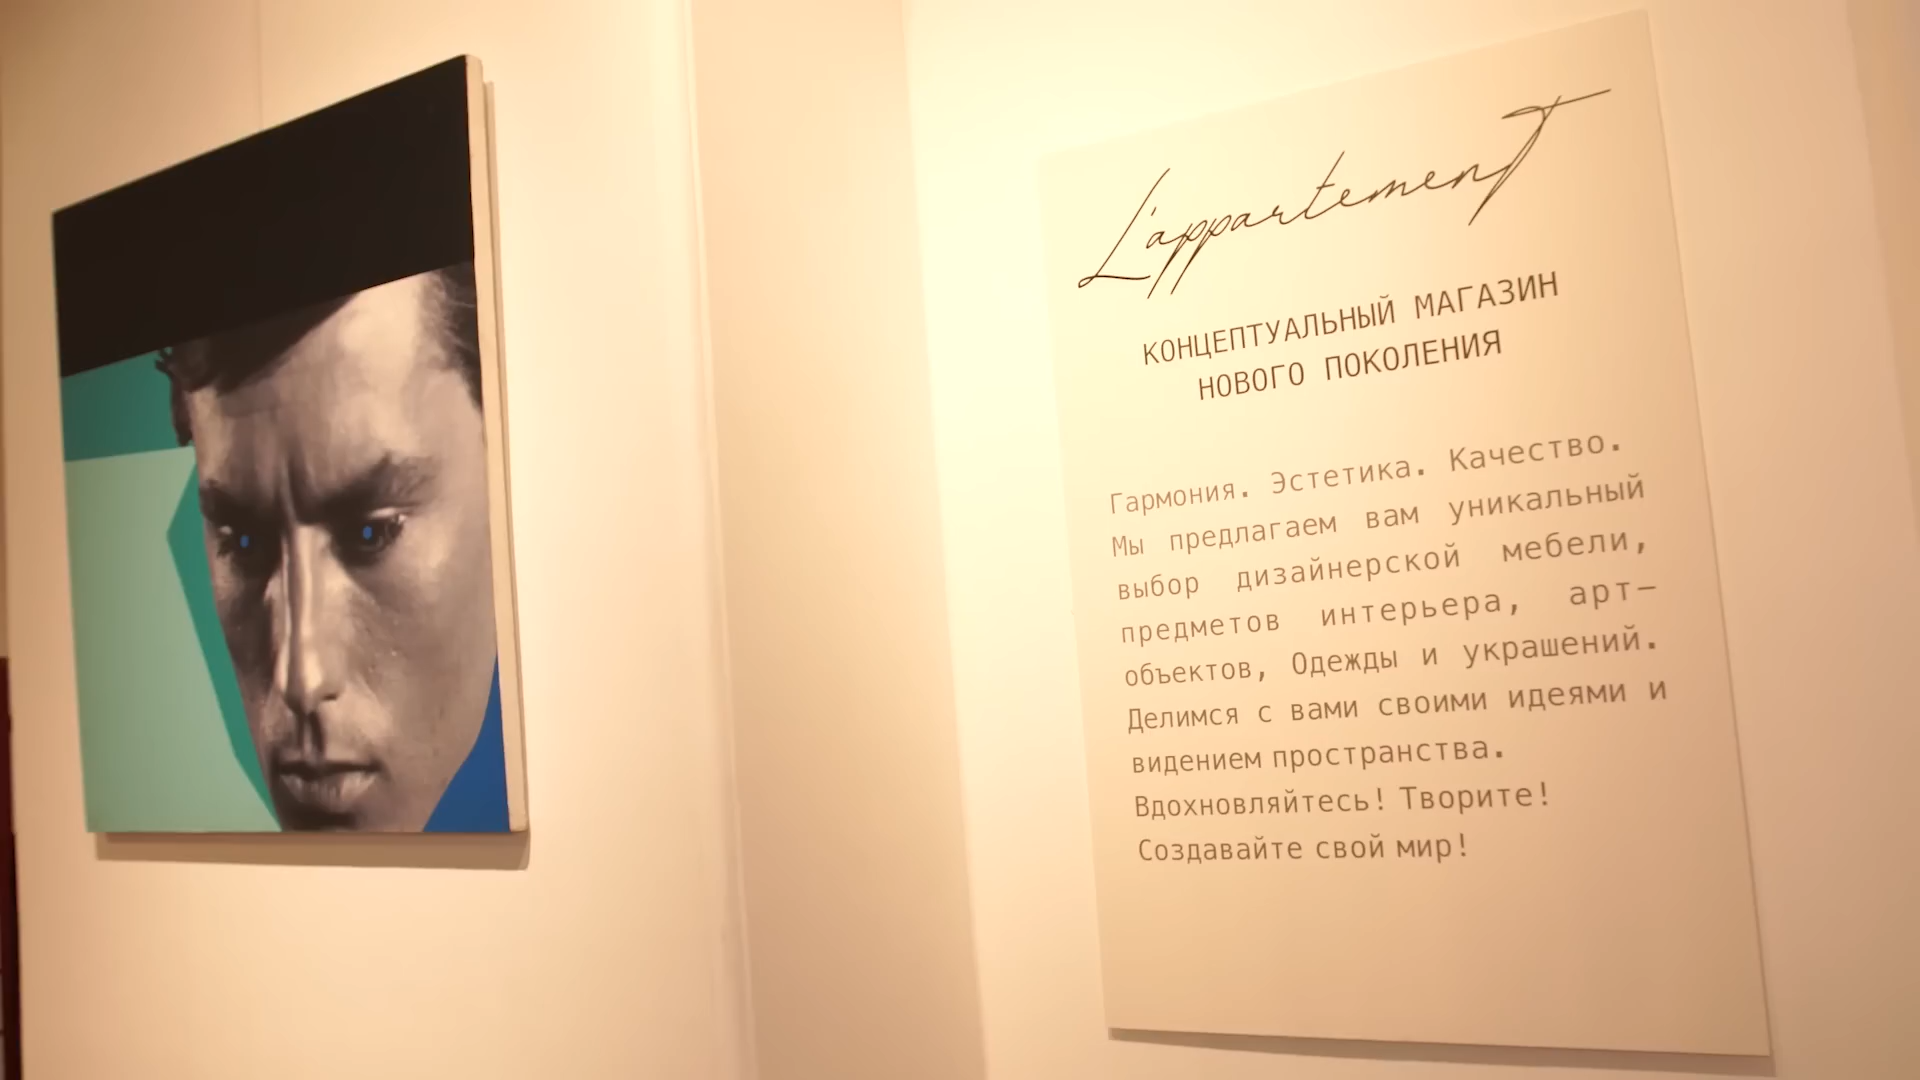 L'appartement
КОНЦЕПТУАЛЬНЫЙ МАГАЗИН
НОВОГО ПОКОЛЕНИЯ
Гармония. Эстетика. Качество.
Мы предлагаем вам уникальный
выбор дизайнерской мебели,
предметов интерьера, арт-
объектов, Одежды и украшений.
Делимся с вами своими идеями и
видением пространства.
Вдохновляйтесь! Творите!
Создавайте свой мир!